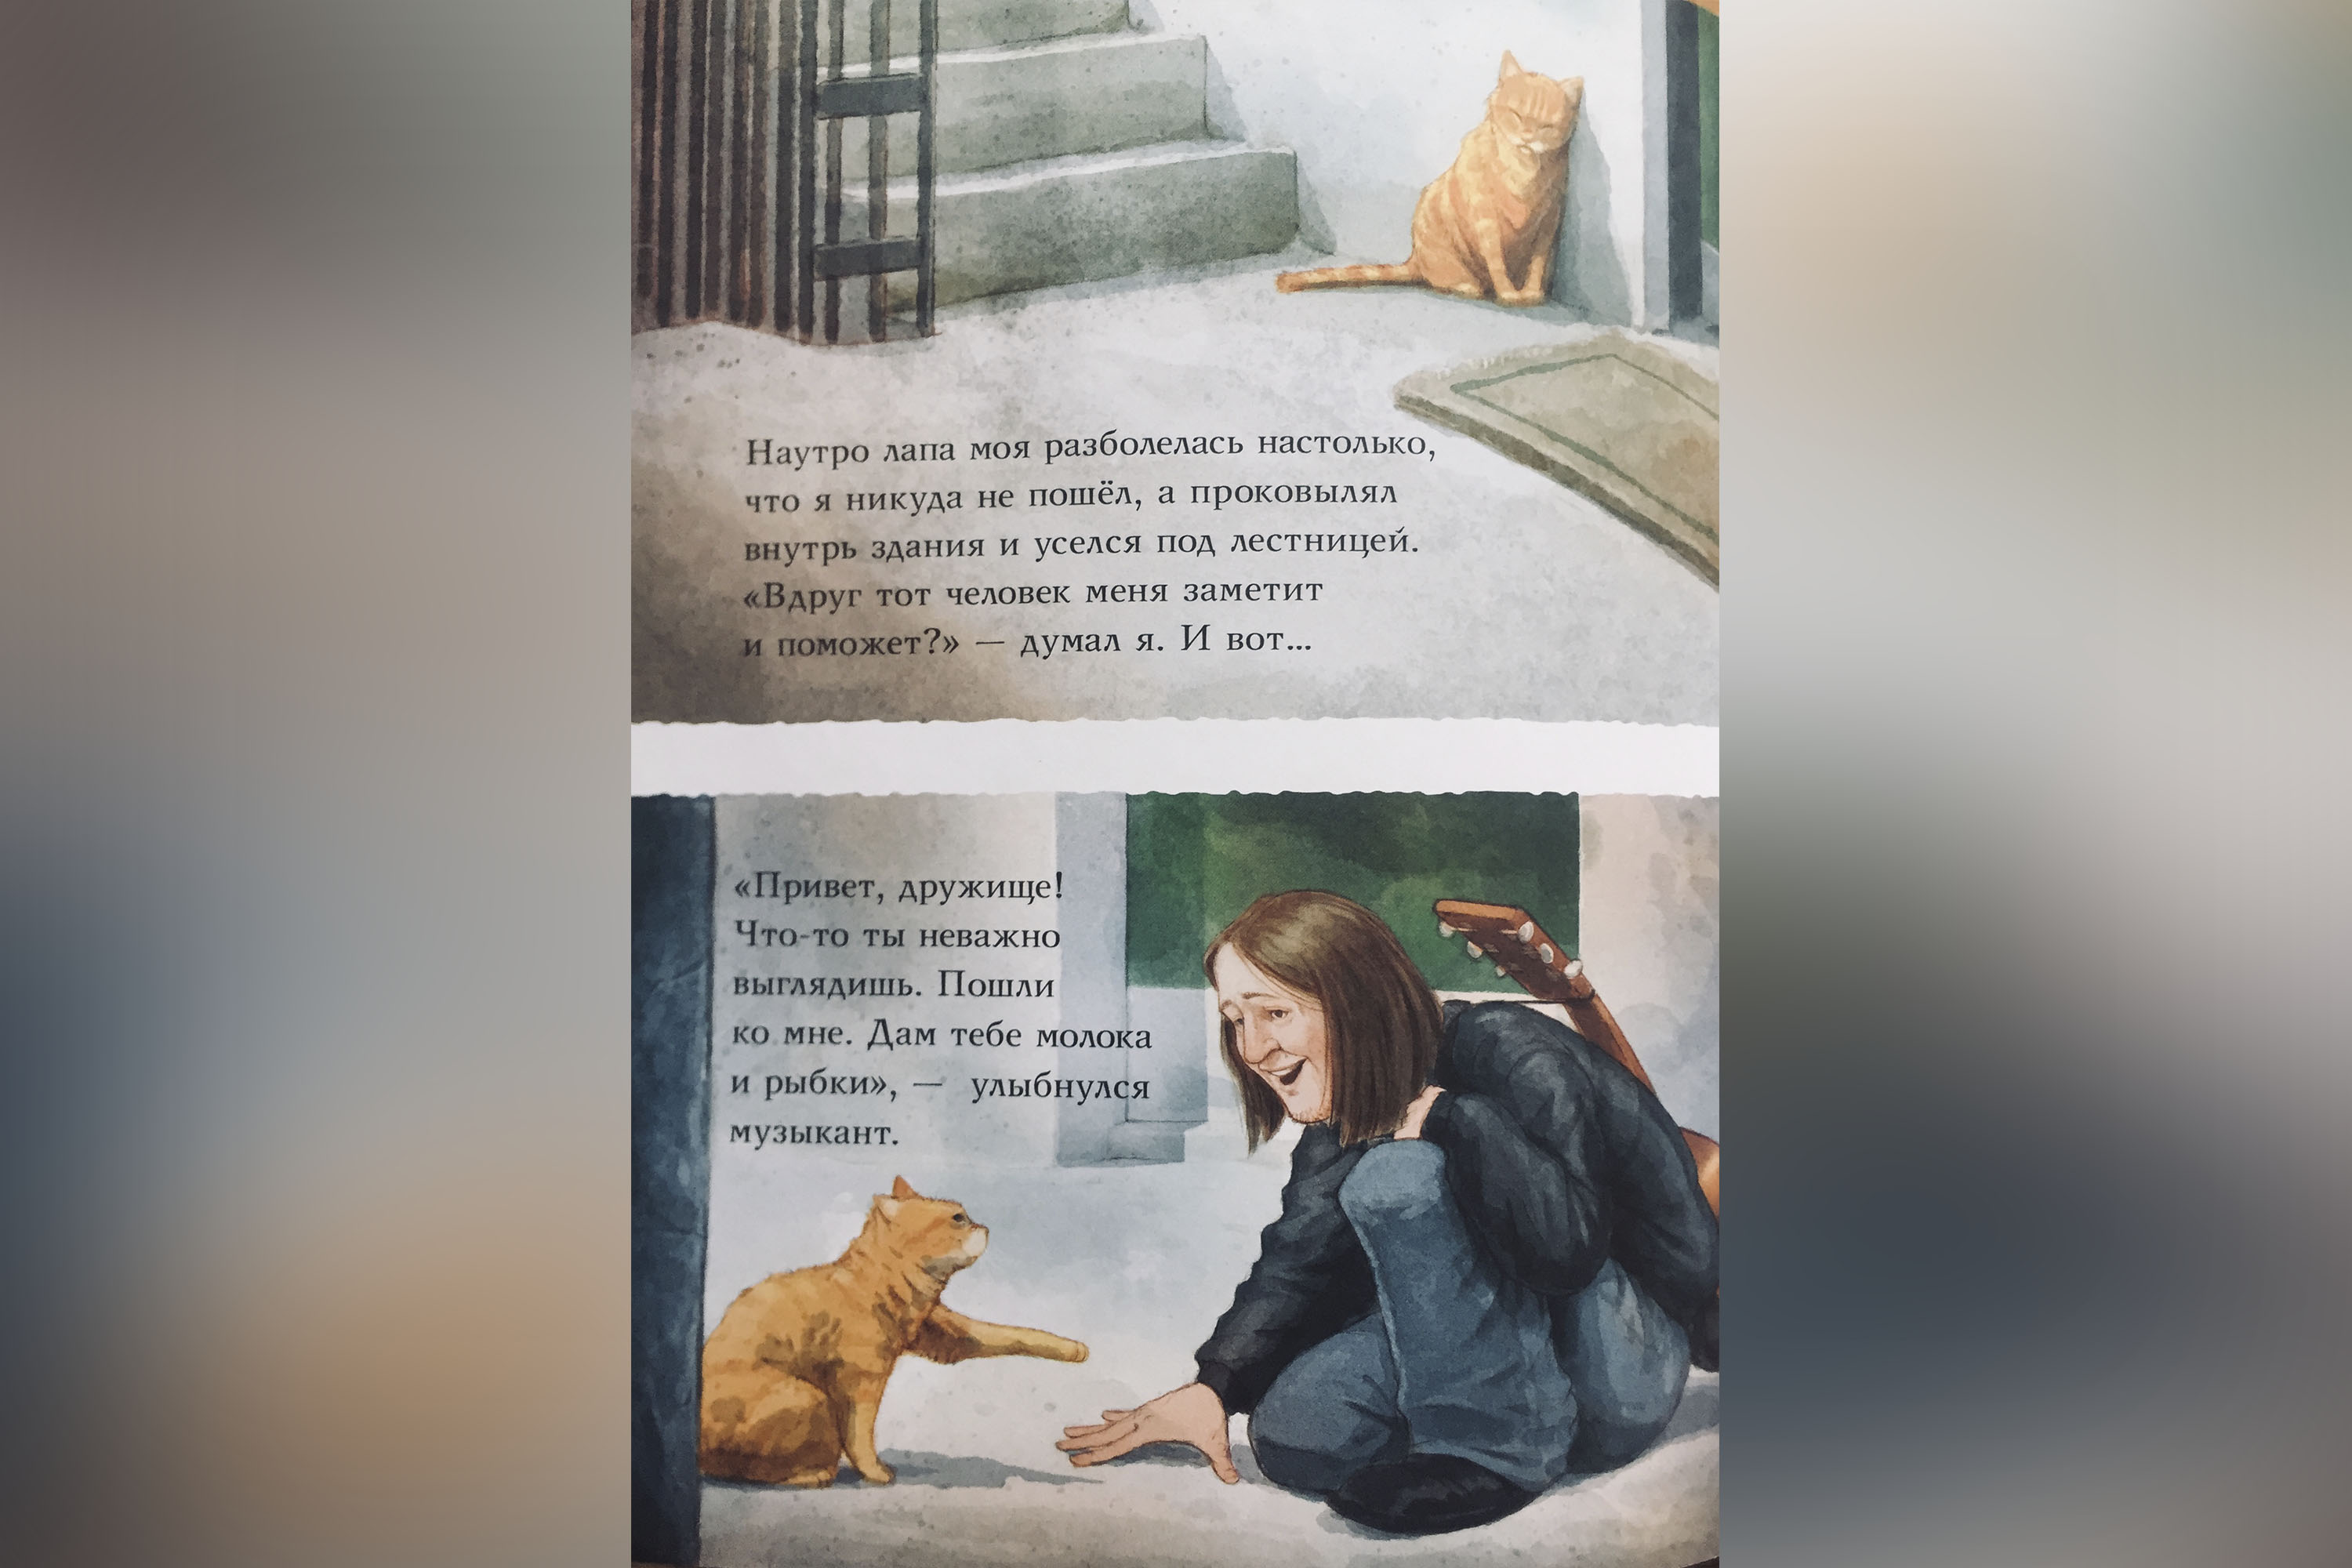 Наутро лапа моя разболелась настолько,
что я никуда не пошёл, а проковылял
внутрь здания и уселся под лестницей.
«Вдруг тот человек меня заметит
и поможет?» — думал я. И вот...
«Привет, дружище!
Что-то ты неважно
выглядишь. Пошли
ко мне. Дам тебе молока
и рыбки», — улыбнулся
музыкант.